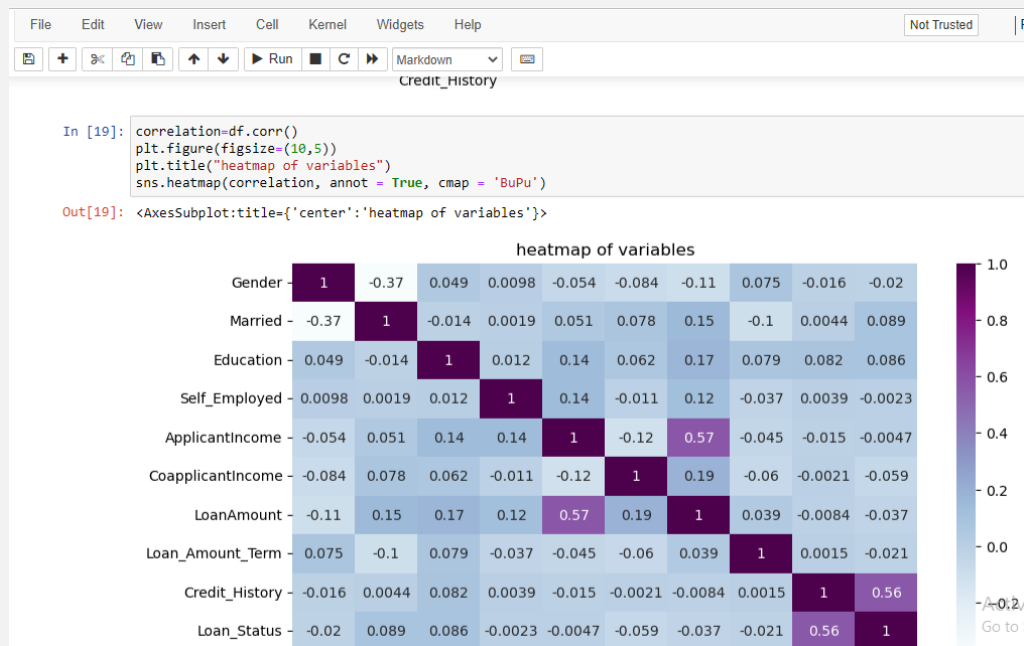 File Edit View Insert Cell Kernel Widgets Help Not Trusted
Run Markdown
Credit_History
In [19]: correlation=df.corr()
plt.figure(figsize=(10,5))
plt.title("heatmap of variables")
sns.heatmap(correlation, annot = True, cmap = 'BuPu')
Out[19]: <AxesSubplot:title={'center':'heatmap of variables'}>
heatmap of variables
Gender 1 -0.37 0.049 0.0098 -0.054 -0.084 -0.11 0.075 -0.016 -0.02
Married -0.37 1 -0.014 0.0019 0.051 0.078 0.15 -0.1 0.0044 0.089
Education 0.049 -0.014 1 0.012 0.14 0.062 0.17 0.079 0.082 0.086
Self_Employed 0.0098 0.0019 0.012 1 0.14 -0.011 0.12 -0.037 0.0039 -0.0023
ApplicantIncome -0.054 0.051 0.14 0.14 1 -0.12 0.57 -0.045 -0.015 -0.0047
CoapplicantIncome -0.084 0.078 0.062 -0.011 -0.12 1 0.19 -0.06 -0.0021 -0.059
LoanAmount -0.11 0.15 0.17 0.12 0.57 0.19 1 0.039 -0.0084 -0.037
Loan_Amount_Term 0.075 -0.1 0.079 -0.037 -0.045 -0.06 0.039 1 0.0015 -0.021
Credit_History -0.016 0.0044 0.082 0.0039 -0.015 -0.0021 -0.0084 0.0015 1 0.56
Loan_Status -0.02 0.089 0.086 -0.0023 -0.0047 -0.059 -0.037 -0.021 0.56 1
1.0
0.8
0.6
0.4
0.2
0.0
-0.2
Go to